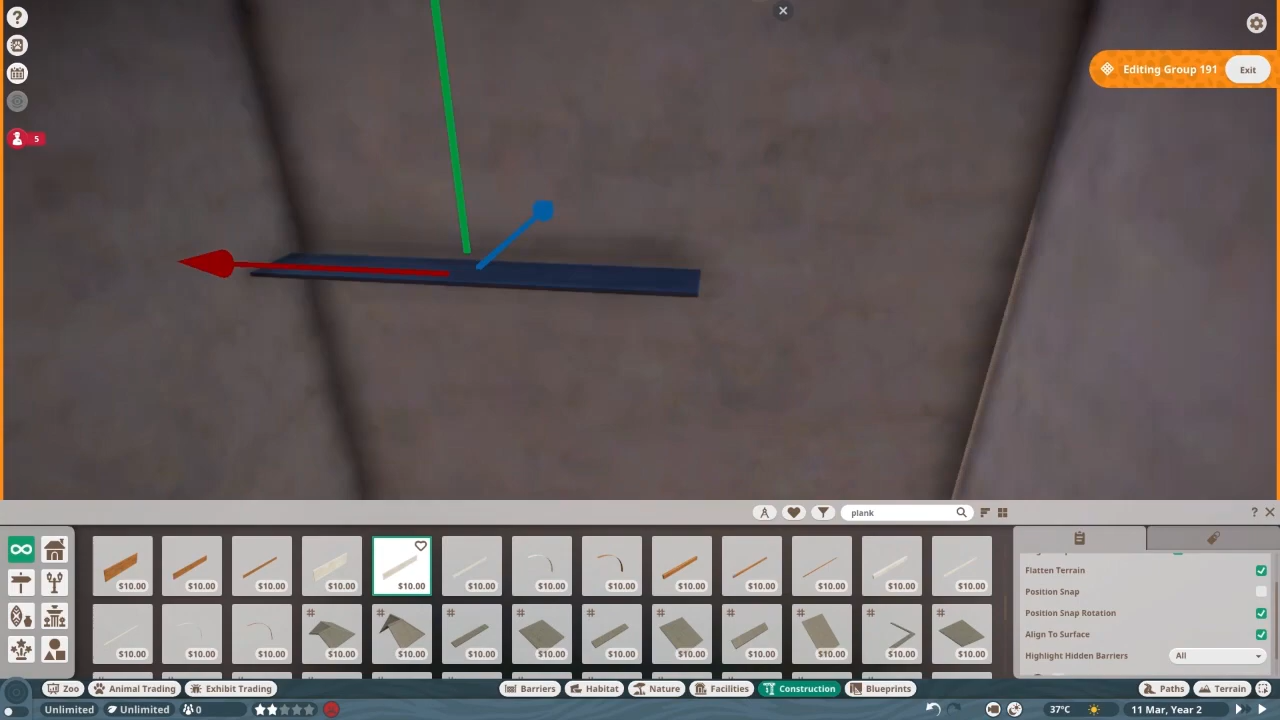 ?
Editing Group 191 Exit
5
plank
?
$10.00 $10.00 $10.00 $10.00 $10.00 $10.00 $10.00 $10.00 $10.00 $10.00 $10.00 $10.00 $10.00
Flatten Terrain
Position Snap
Position Snap Rotation
Align To Surface
Highlight Hidden Barriers All
# # # # # # # # # #
$10.00 $10.00 $10.00 $10.00 $10.00 $10.00 $10.00 $10.00 $10.00 $10.00 $10.00 $10.00 $10.00
Zoo Animal Trading Exhibit Trading Barriers Habitat Nature Facilities Construction Blueprints Paths Terrain
Unlimited Unlimited 0 37°C 11 Mar, Year 2